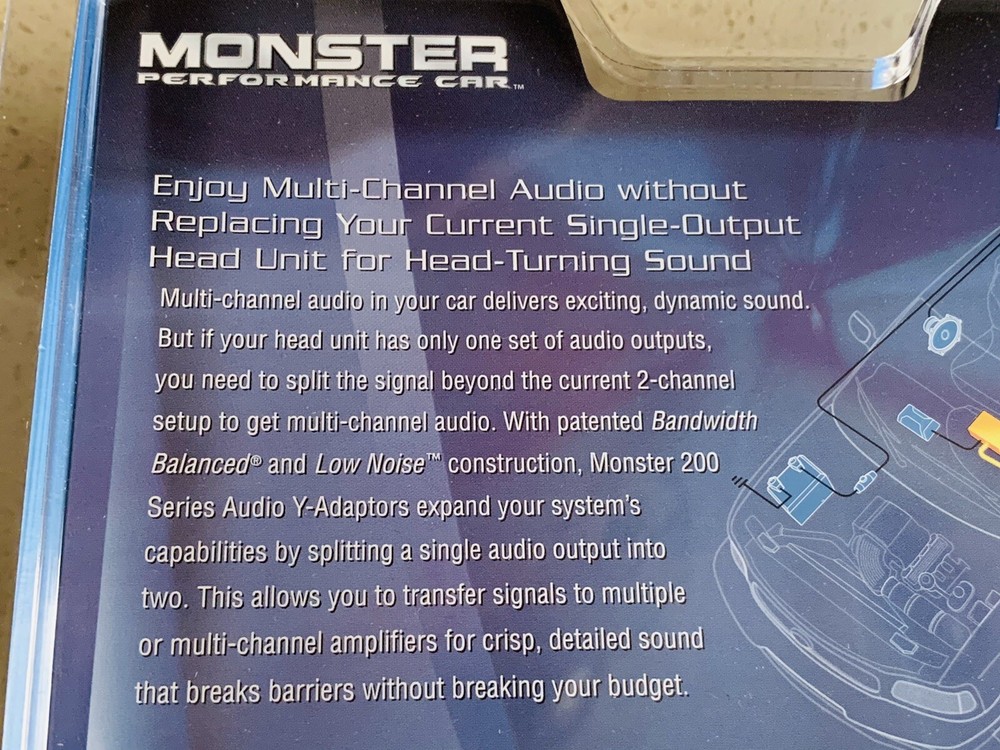 MONSTER
PERFORMANCE CAR™
Enjoy Multi-Channel Audio without
Replacing Your Current Single-Output
Head Unit for Head-Turning Sound
Multi-channel audio in your car delivers exciting, dynamic sound.
But if your head unit has only one set of audio outputs,
you need to split the signal beyond the current 2-channel
setup to get multi-channel audio. With patented Bandwidth
Balanced® and Low Noise™ construction, Monster 200
Series Audio Y-Adaptors expand your system's
capabilities by splitting a single audio output into
two. This allows you to transfer signals to multiple
or multi-channel amplifiers for crisp, detailed sound
that breaks barriers without breaking your budget.